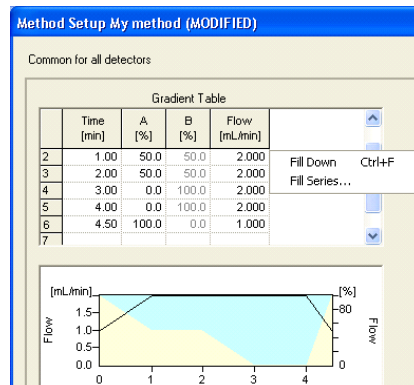 Method Setup My method (MODIFIED)
Common for all detectors
Gradient Table
Time [min] A [%] B [%] Flow [mL/min]
2 1.00 50.0 50.0 2.000
3 2.00 50.0 50.0 2.000
4 3.00 0.0 100.0 2.000
5 4.00 0.0 100.0 2.000
6 4.50 100.0 0.0 1.000
7
Fill Down Ctrl+F
Fill Series...
[mL/min] [%]
1.5 80
1.0
0.5
0.0 0
Flow Flow
0 1 2 3 4